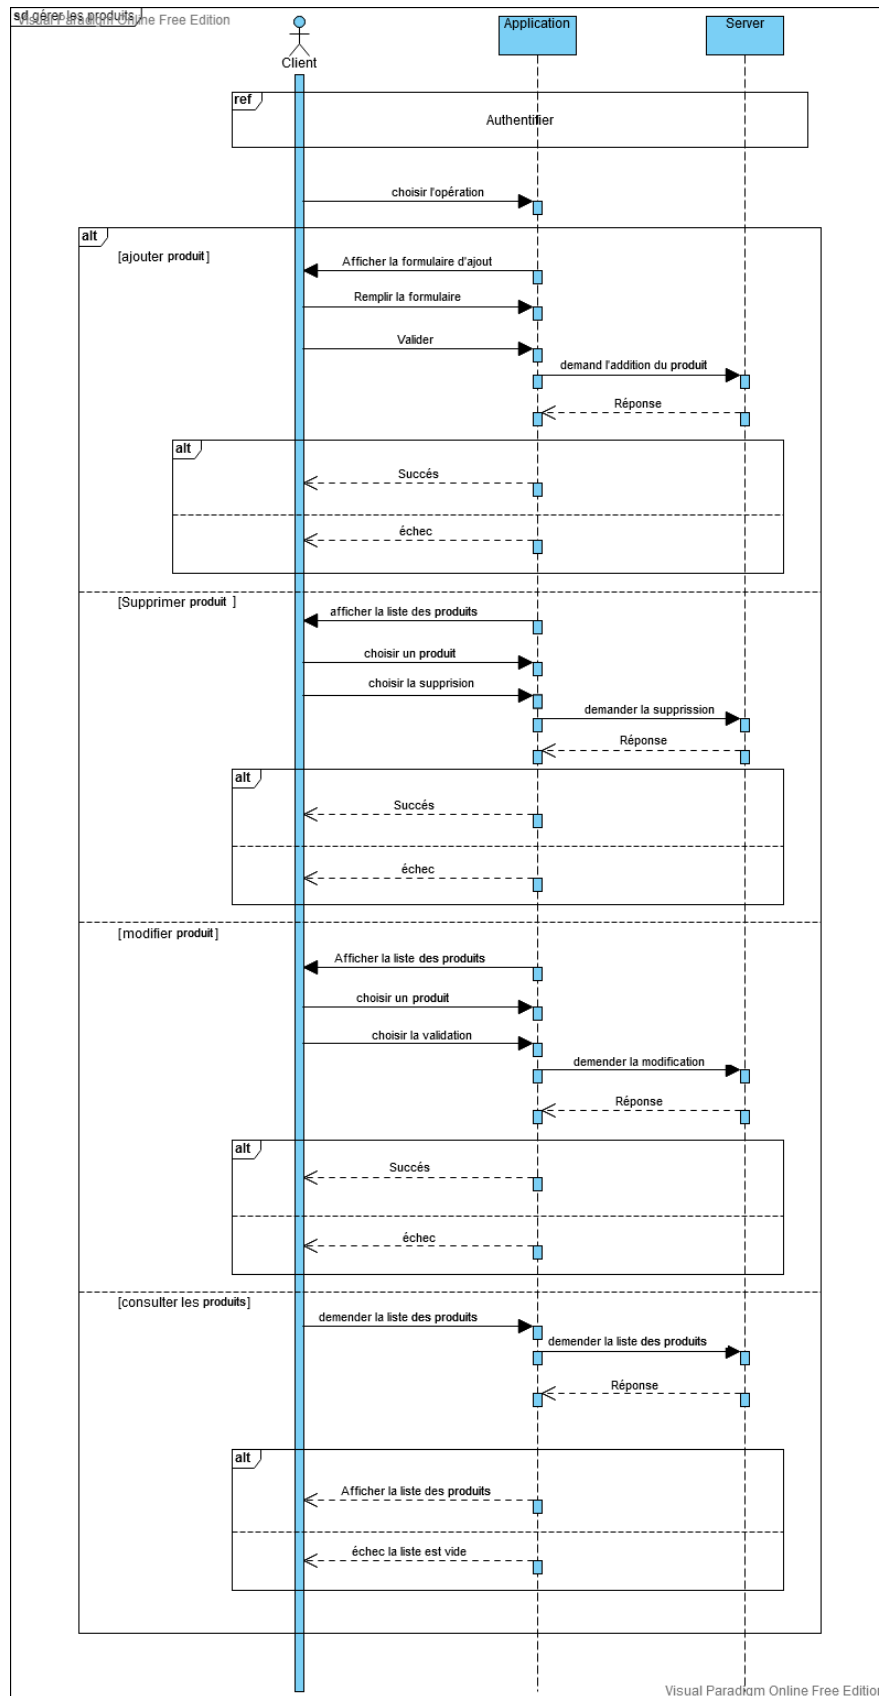 sd gérer les produits
Visual Paradigm Online Free Edition
Application
Server
Client
ref
Authentifier
choisir l'opération
alt
[ajouter produit]
Afficher la formulaire d'ajout
Remplir la formulaire
Valider
demand l'addition du produit
Réponse
alt
Succés
échec
[Supprimer produit ]
afficher la liste des produits
choisir un produit
choisir la supprision
demander la supprission
Réponse
alt
Succés
échec
[modifier produit]
Afficher la liste des produits
choisir un produit
choisir la validation
demender la modification
Réponse
alt
Succés
échec
[consulter les produits]
demender la liste des produits
demender la liste des produits
Réponse
alt
Afficher la liste des produits
échec la liste est vide
Visual Paradigm Online Free Edition